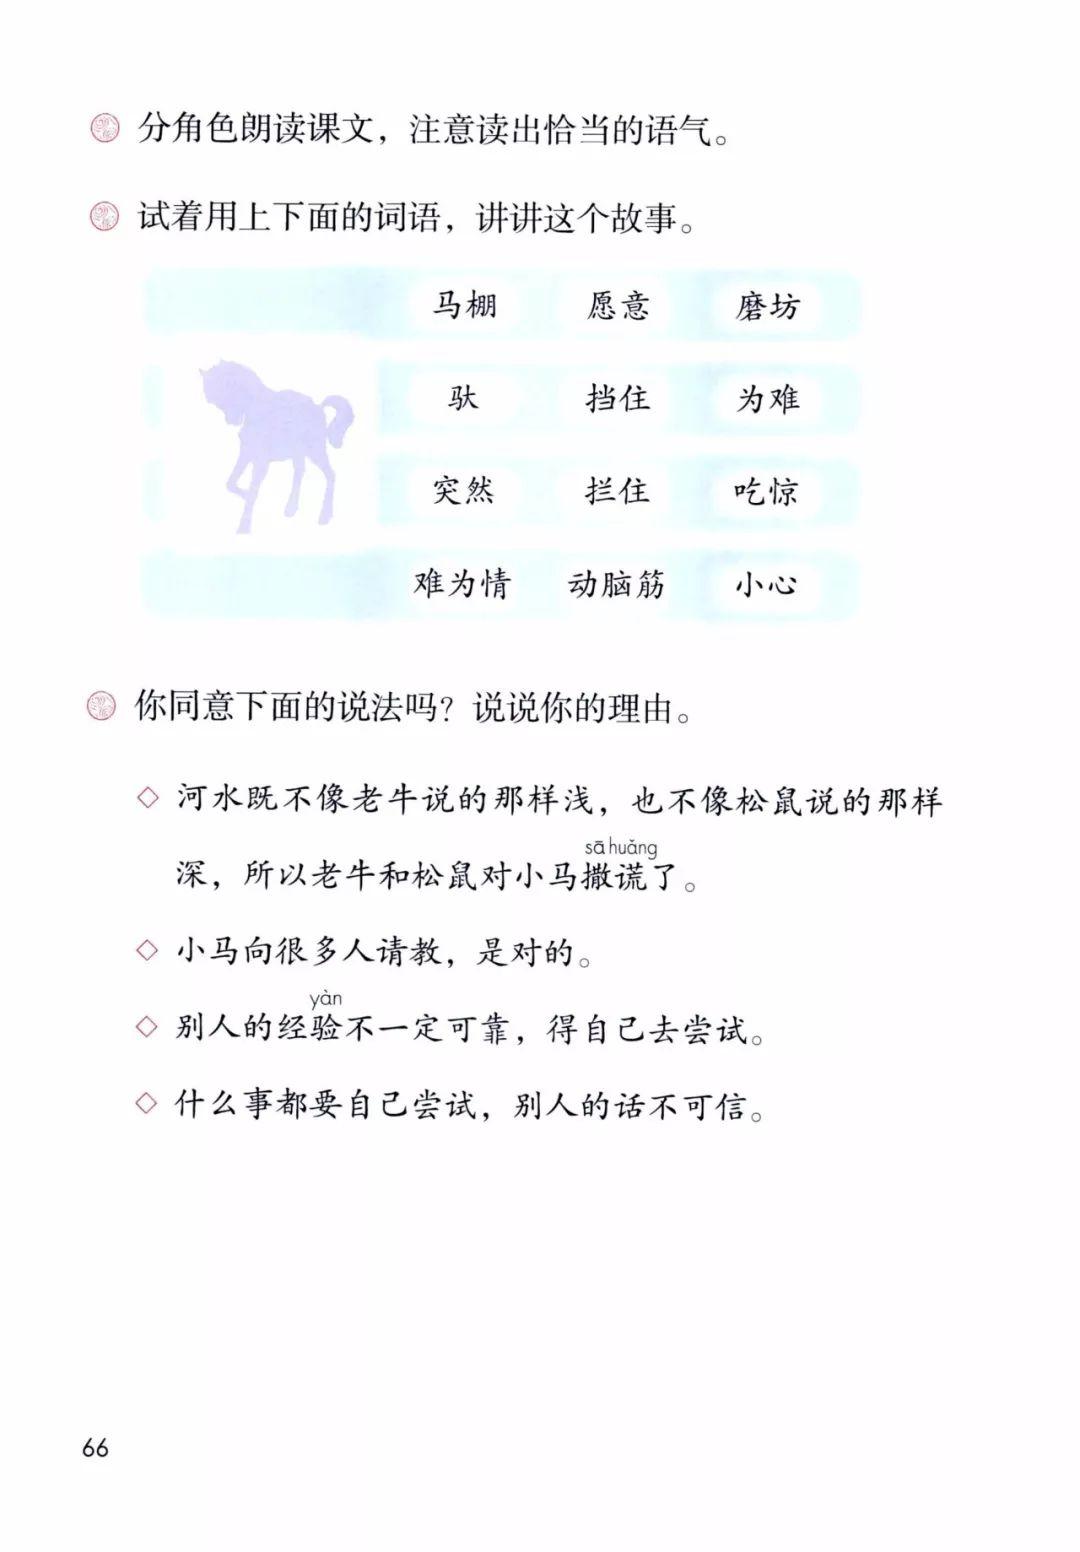 分角色朗读课文，注意读出恰当的语气。
试着用上下面的词语，讲讲这个故事。
马棚 愿意 磨坊
驮 挡住 为难
突然 拦住 吃惊
难为情 动脑筋 小心
你同意下面的说法吗？说说你的理由。
河水既不像老牛说的那样浅，也不像松鼠说的那样
sā huǎng
深，所以老牛和松鼠对小马撒谎了。
小马向很多人请教，是对的。
yàn
别人的经验不一定可靠，得自己去尝试。
什么事都要自己尝试，别人的话不可信。
66